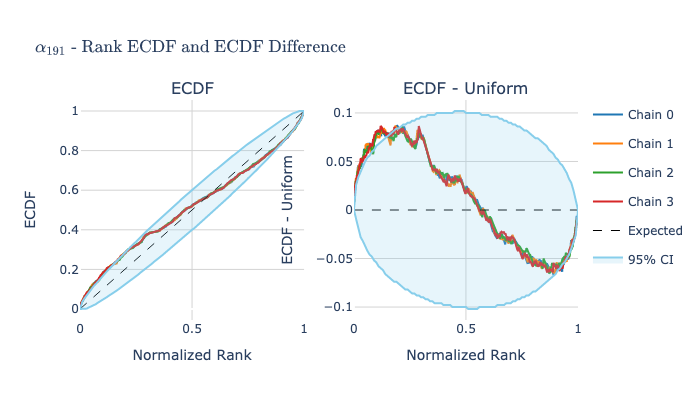 α₁₉₁ - Rank ECDF and ECDF Difference
ECDF
ECDF - Uniform
1
0.8
0.6
0.4
0.2
0
ECDF
0
0.5
1
Normalized Rank
0.1
0.05
0
−0.05
−0.1
ECDF - Uniform
0
0.5
1
Normalized Rank
Chain 0
Chain 1
Chain 2
Chain 3
Expected
95% CI